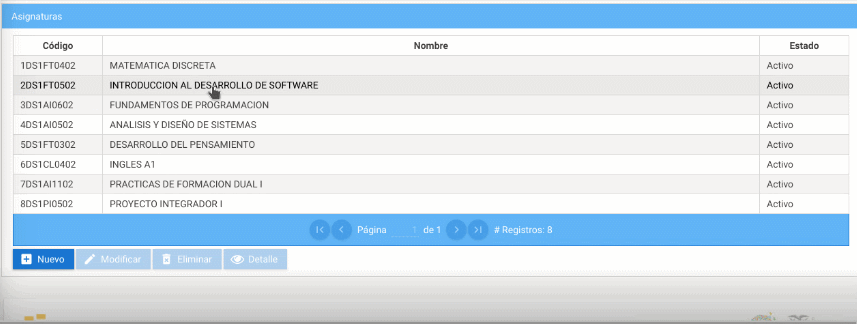 Asignaturas
Código Nombre Estado
1DS1FT0402 MATEMATICA DISCRETA Activo
2DS1FT0502 INTRODUCCION AL DESARROLLO DE SOFTWARE Activo
3DS1AI0602 FUNDAMENTOS DE PROGRAMACION Activo
4DS1AI0502 ANALISIS Y DISEÑO DE SISTEMAS Activo
5DS1FT0302 DESARROLLO DEL PENSAMIENTO Activo
6DS1CL0402 INGLES A1 Activo
7DS1AI1102 PRACTICAS DE FORMACION DUAL I Activo
8DS1PI0502 PROYECTO INTEGRADOR I Activo
Página 1 de 1 # Registros: 8
Nuevo Modificar Eliminar Detalle